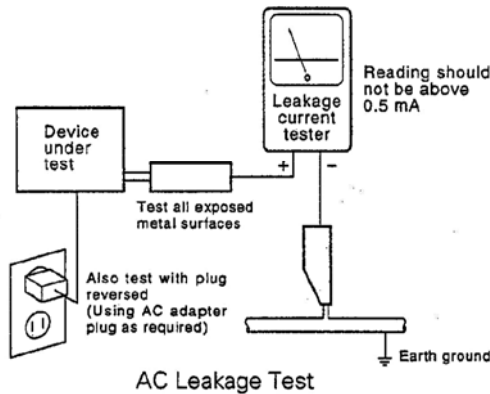 Leakage
current
tester
Reading should
not be above
0.5 mA
Device
under
test
+ −
Test all exposed
metal surfaces
Also test with plug
reversed
(Using AC adapter
plug as required)
Earth ground
AC Leakage Test